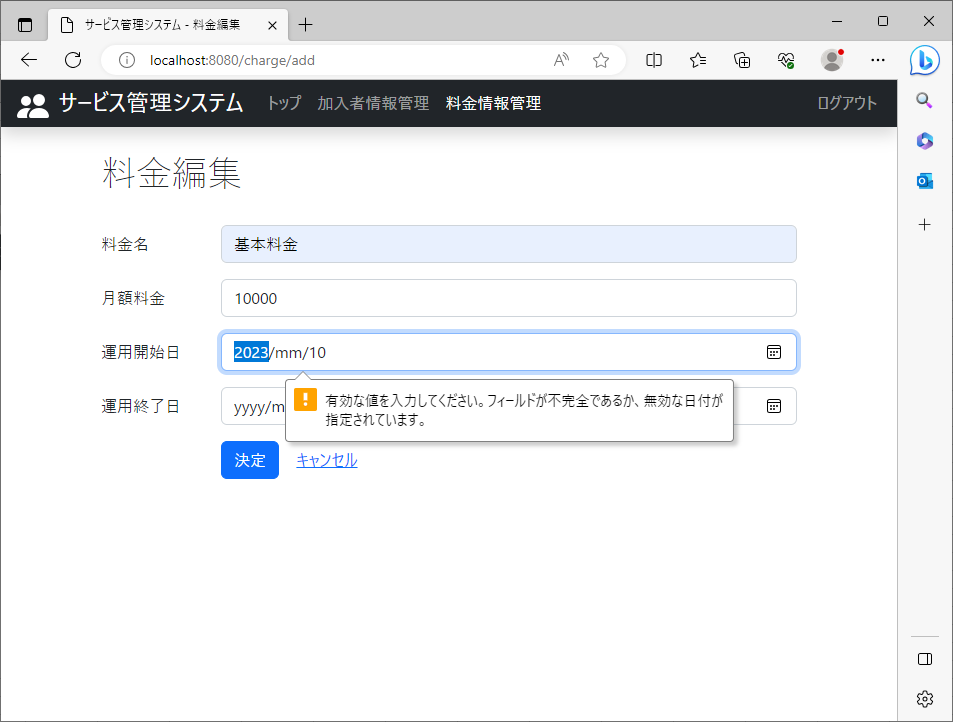 サービス管理システム - 料金編集
localhost:8080/charge/add
サービス管理システム トップ 加入者情報管理 料金情報管理 ログアウト
料金編集
料金名 基本料金
月額料金 10000
運用開始日 2023/mm/10
有効な値を入力してください。フィールドが不完全であるか、無効な日付が
指定されています。
運用終了日 yyyy/m
決定 キャンセル